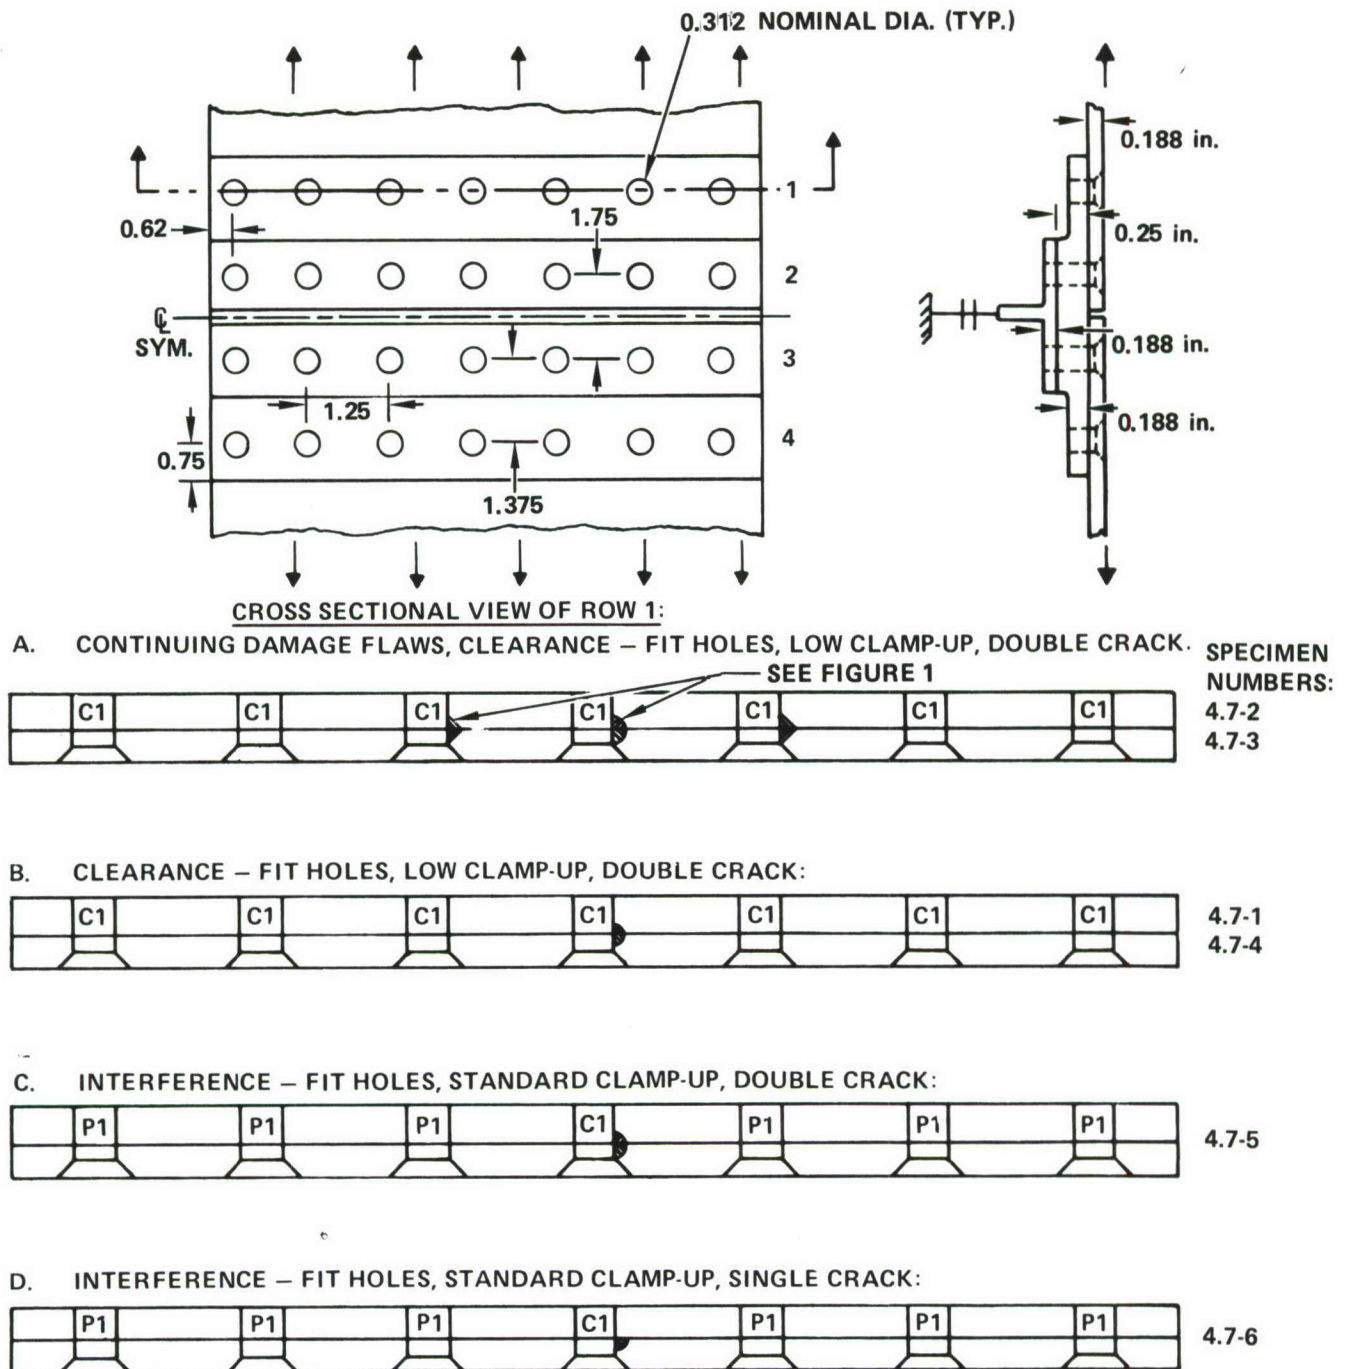 0.312 NOMINAL DIA. (TYP.)
0.188 in.
1
0.62
1.75
0.25 in.
2
℄
SYM.
3
0.188 in.
1.25
0.188 in.
4
0.75
1.375
CROSS SECTIONAL VIEW OF ROW 1:
A. CONTINUING DAMAGE FLAWS, CLEARANCE – FIT HOLES, LOW CLAMP-UP, DOUBLE CRACK.
SPECIMEN
NUMBERS:
SEE FIGURE 1
C1 C1 C1 C1 C1 C1 C1
4.7-2
4.7-3
B. CLEARANCE – FIT HOLES, LOW CLAMP-UP, DOUBLE CRACK:
C1 C1 C1 C1 C1 C1 C1
4.7-1
4.7-4
C. INTERFERENCE – FIT HOLES, STANDARD CLAMP-UP, DOUBLE CRACK:
P1 P1 P1 C1 P1 P1 P1
4.7-5
D. INTERFERENCE – FIT HOLES, STANDARD CLAMP-UP, SINGLE CRACK:
P1 P1 P1 C1 P1 P1 P1
4.7-6